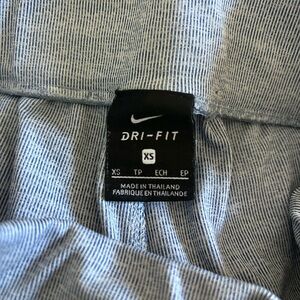 DRI-FIT
XS
XS TP ECH EP
MADE IN THAILAND
FABRIQUÉ EN THAÏLANDE